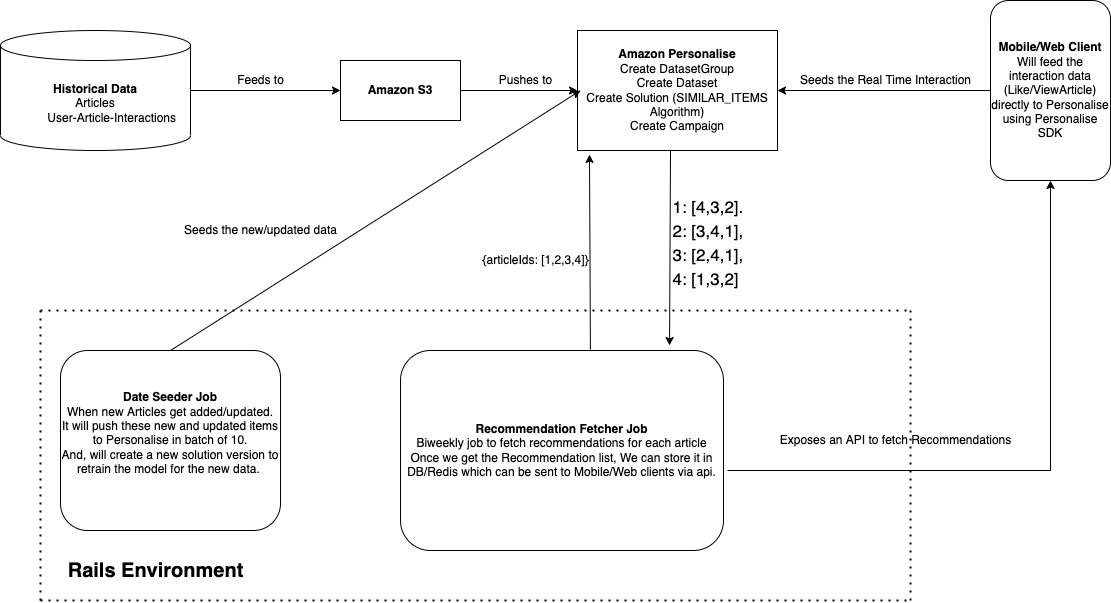 Historical Data
Articles
User-Article-Interactions
Feeds to
Amazon S3
Pushes to
Amazon Personalise
Create DatasetGroup
Create Dataset
Create Solution (SIMILAR_ITEMS
Algorithm)
Create Campaign
Seeds the Real Time Interaction
Mobile/Web Client
Will feed the
interaction data
(Like/ViewArticle)
directly to Personalise
using Personalise
SDK
Seeds the new/updated data
{articleIds: [1,2,3,4]}
1: [4,3,2].
2: [3,4,1],
3: [2,4,1],
4: [1,3,2]
Date Seeder Job
When new Articles get added/updated.
It will push these new and updated items
to Personalise in batch of 10.
And, will create a new solution version to
retrain the model for the new data.
Recommendation Fetcher Job
Biweekly job to fetch recommendations for each article
Once we get the Recommendation list, We can store it in
DB/Redis which can be sent to Mobile/Web clients via api.
Exposes an API to fetch Recommendations
Rails Environment